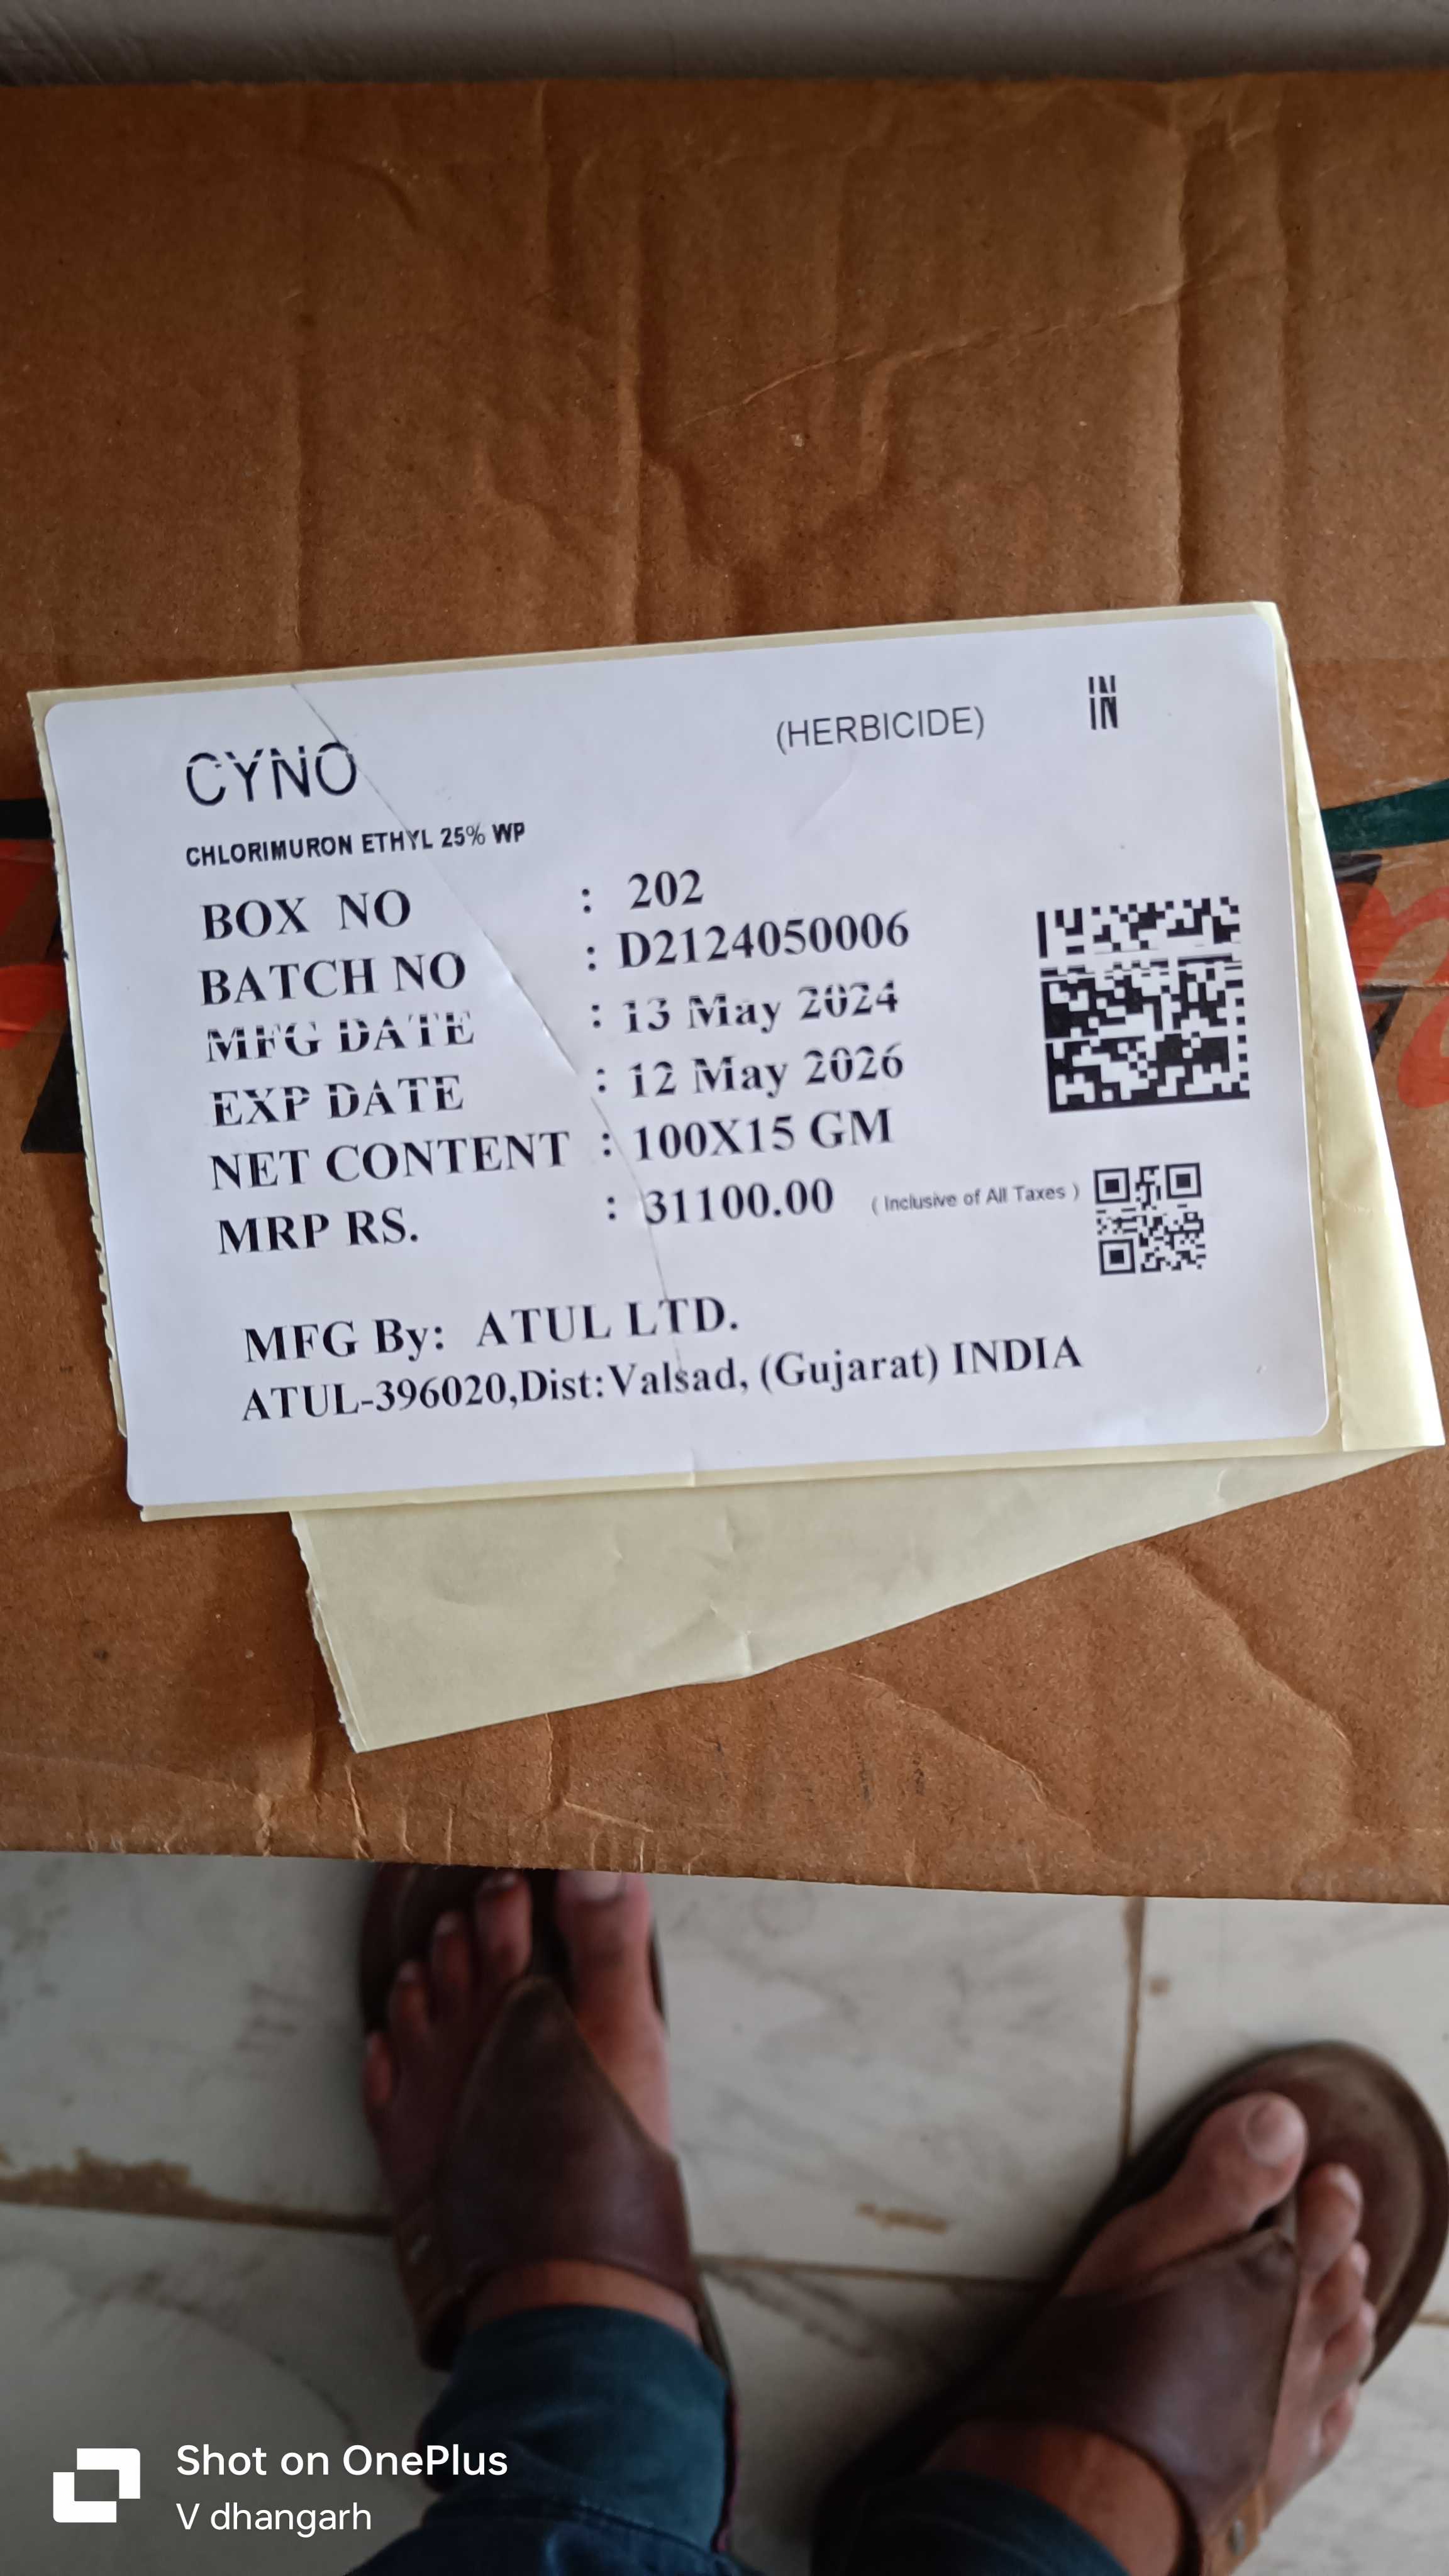 (HERBICIDE) IN
CYNO
CHLORIMURON ETHYL 25% WP
BOX NO : 202
BATCH NO : D2124050006
MFG DATE : 13 May 2024
EXP DATE : 12 May 2026
NET CONTENT : 100X15 GM
MRP RS. : 31100.00 ( Inclusive of All Taxes )
MFG By: ATUL LTD.
ATUL-396020,Dist:Valsad, (Gujarat) INDIA
Shot on OnePlus
V dhangarh